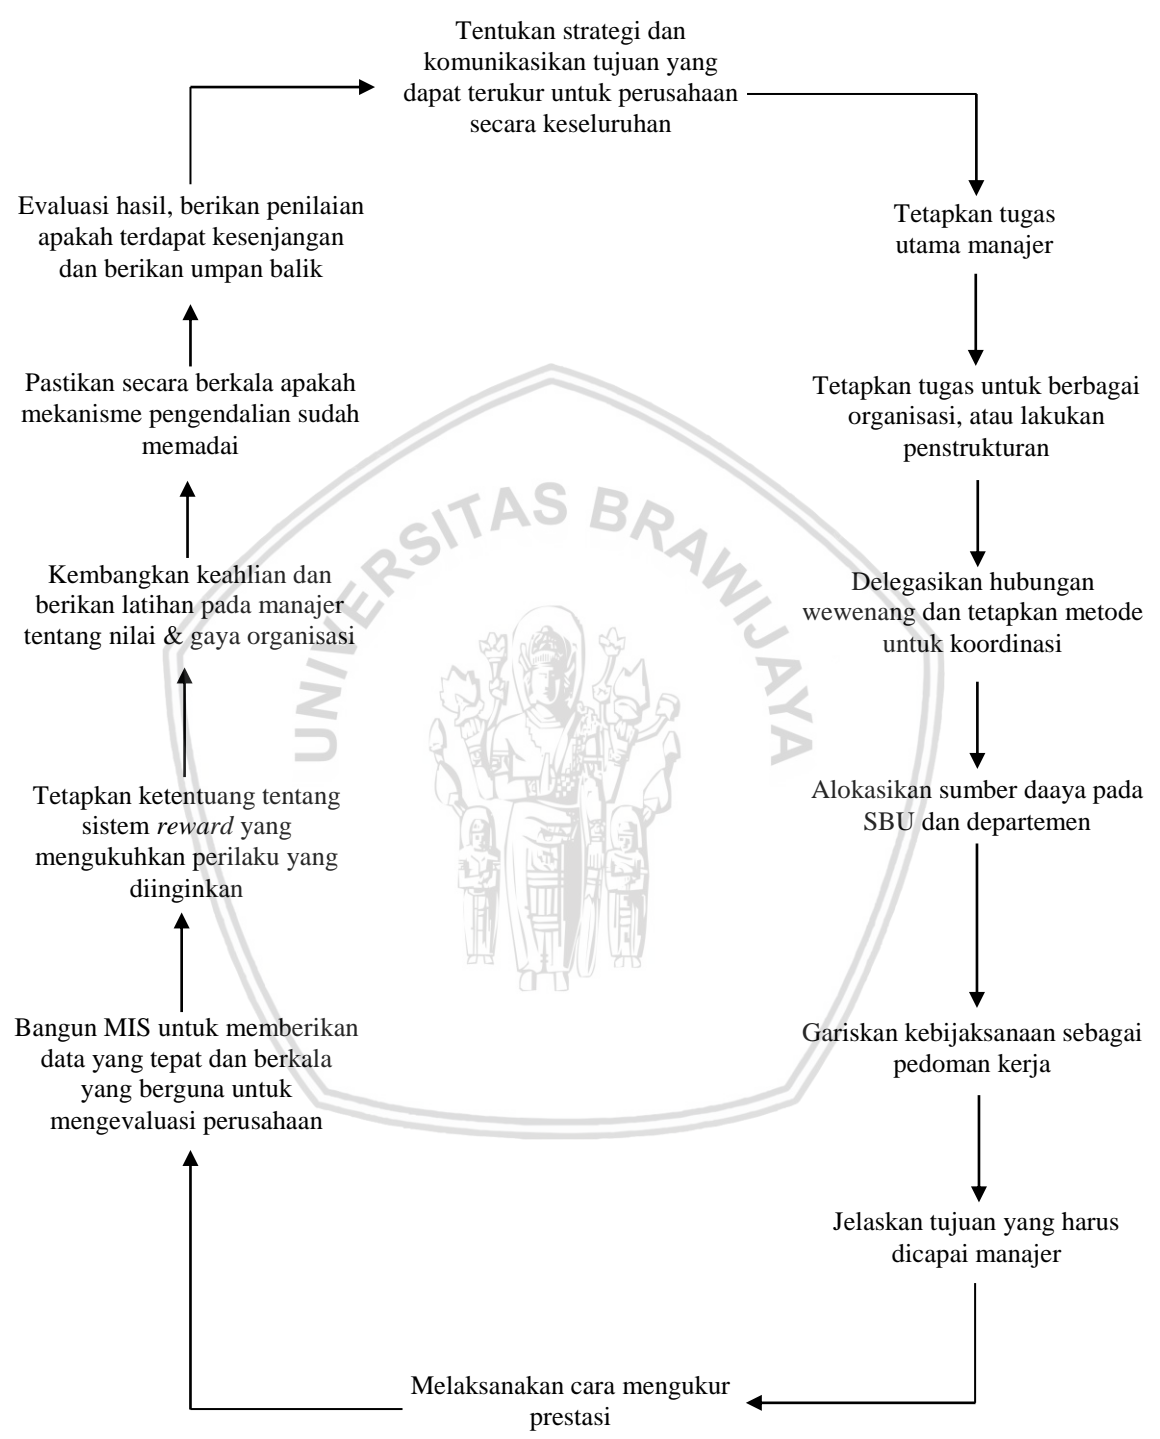 Tentukan strategi dan
komunikasikan tujuan yang
dapat terukur untuk perusahaan
secara keseluruhan
Tetapkan tugas
utama manajer
Tetapkan tugas untuk berbagai
organisasi, atau lakukan
penstrukturan
Delegasikan hubungan
wewenang dan tetapkan metode
untuk koordinasi
Alokasikan sumber daaya pada
SBU dan departemen
Gariskan kebijaksanaan sebagai
pedoman kerja
Jelaskan tujuan yang harus
dicapai manajer
Melaksanakan cara mengukur
prestasi
Bangun MIS untuk memberikan
data yang tepat dan berkala
yang berguna untuk
mengevaluasi perusahaan
Tetapkan ketentuang tentang
sistem reward yang
mengukuhkan perilaku yang
diinginkan
Kembangkan keahlian dan
berikan latihan pada manajer
tentang nilai & gaya organisasi
Pastikan secara berkala apakah
mekanisme pengendalian sudah
memadai
Evaluasi hasil, berikan penilaian
apakah terdapat kesenjangan
dan berikan umpan balik
UNIVERSITAS BRAWIJAYA